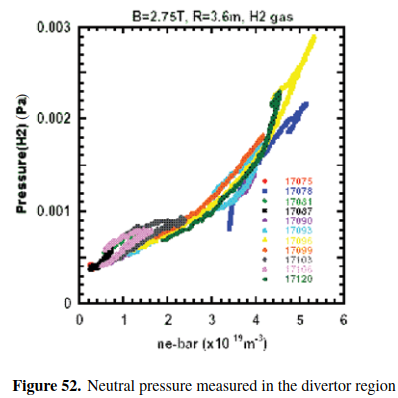 B=2.75T, R=3.6m, H2 gas
Pressure(H2) (Pa)
0.003
0.002
0.001
0
17075
17078
17081
17087
17090
17093
17099
17103
17106
17120
0 1 2 3 4 5 6
ne-bar (x10 19m-3)
Figure 52. Neutral pressure measured in the divertor region